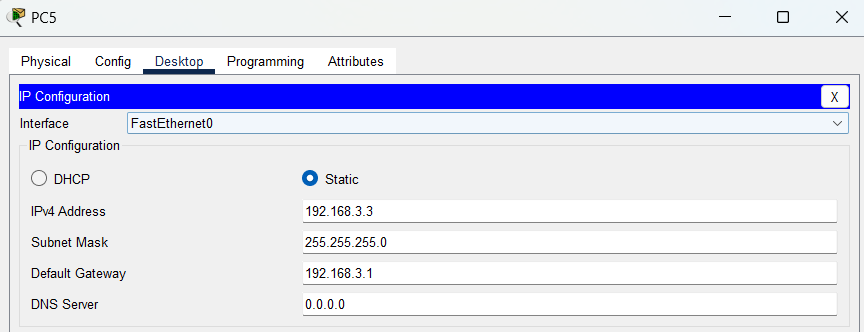 PC5
Physical Config Desktop Programming Attributes
IP Configuration X
Interface FastEthernet0
IP Configuration
DHCP Static
IPv4 Address 192.168.3.3
Subnet Mask 255.255.255.0
Default Gateway 192.168.3.1
DNS Server 0.0.0.0